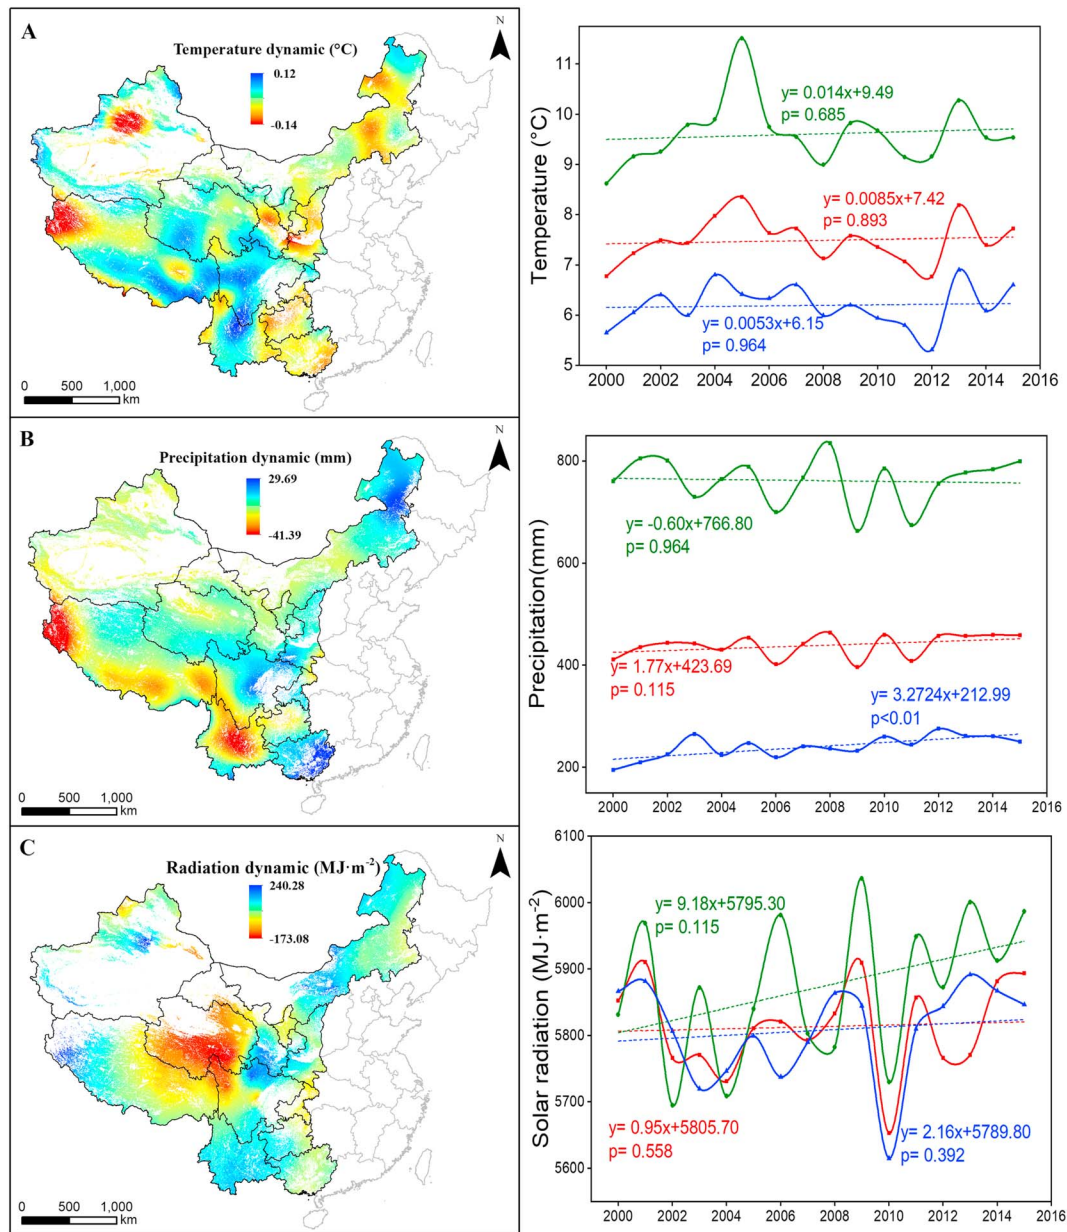 A
N
Temperature dynamic (°C)
0.12
-0.14
0 500 1,000
km
Temperature (°C)
11
10
9
8
7
6
5
y= 0.014x+9.49
p= 0.685
y= 0.0085x+7.42
p= 0.893
y= 0.0053x+6.15
p= 0.964
2000 2002 2004 2006 2008 2010 2012 2014 2016
B
N
Precipitation dynamic (mm)
29.69
-41.39
0 500 1,000
km
Precipitation(mm)
800
600
400
200
y= -0.60x+766.80
p= 0.964
y= 1.77x+423.69
p= 0.115
y= 3.2724x+212.99
p<0.01
2000 2002 2004 2006 2008 2010 2012 2014 2016
C
N
Radiation dynamic (MJ·m⁻²)
240.28
-173.08
0 500 1,000
km
Solar radiation (MJ·m⁻²)
6100
6000
5900
5800
5700
5600
y= 9.18x+5795.30
p= 0.115
y= 0.95x+5805.70
p= 0.558
y= 2.16x+5789.80
p= 0.392
2000 2002 2004 2006 2008 2010 2012 2014 2016